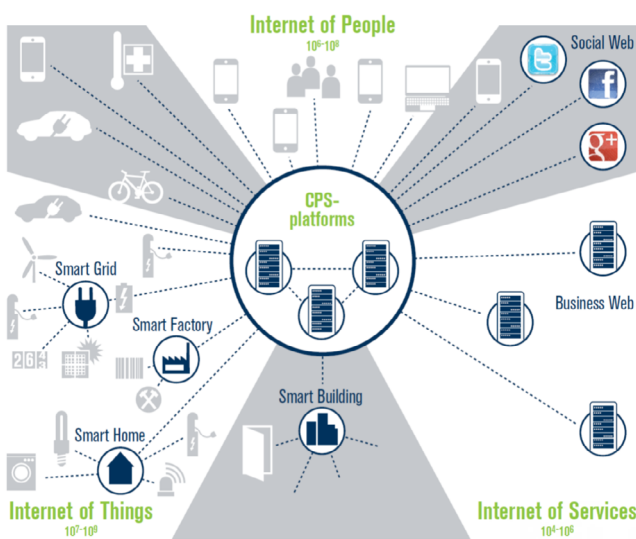 Internet of People
10⁶-10⁸
Social Web
f
g+
CPS-
platforms
Smart Grid
Business Web
Smart Factory
263
Smart Building
Smart Home
Internet of Things
10⁷-10⁹
Internet of Services
10⁴-10⁶